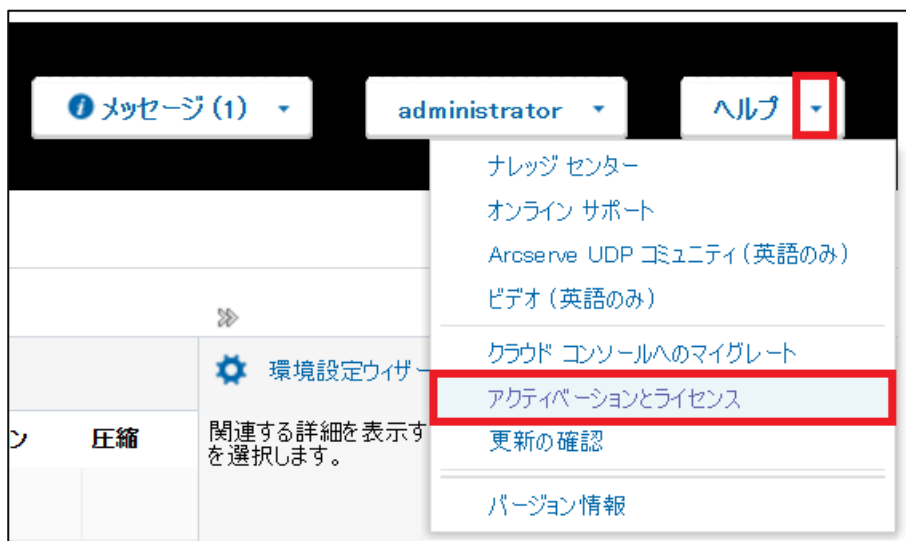 メッセージ (1)
administrator
ヘルプ
ナレッジ センター
オンライン サポート
Arcserve UDP コミュニティ (英語のみ)
ビデオ (英語のみ)
クラウド コンソールへのマイグレート
アクティベーションとライセンス
更新の確認
バージョン情報
環境設定ウィザー
ン
圧縮
関連する詳細を表示す
を選択します。